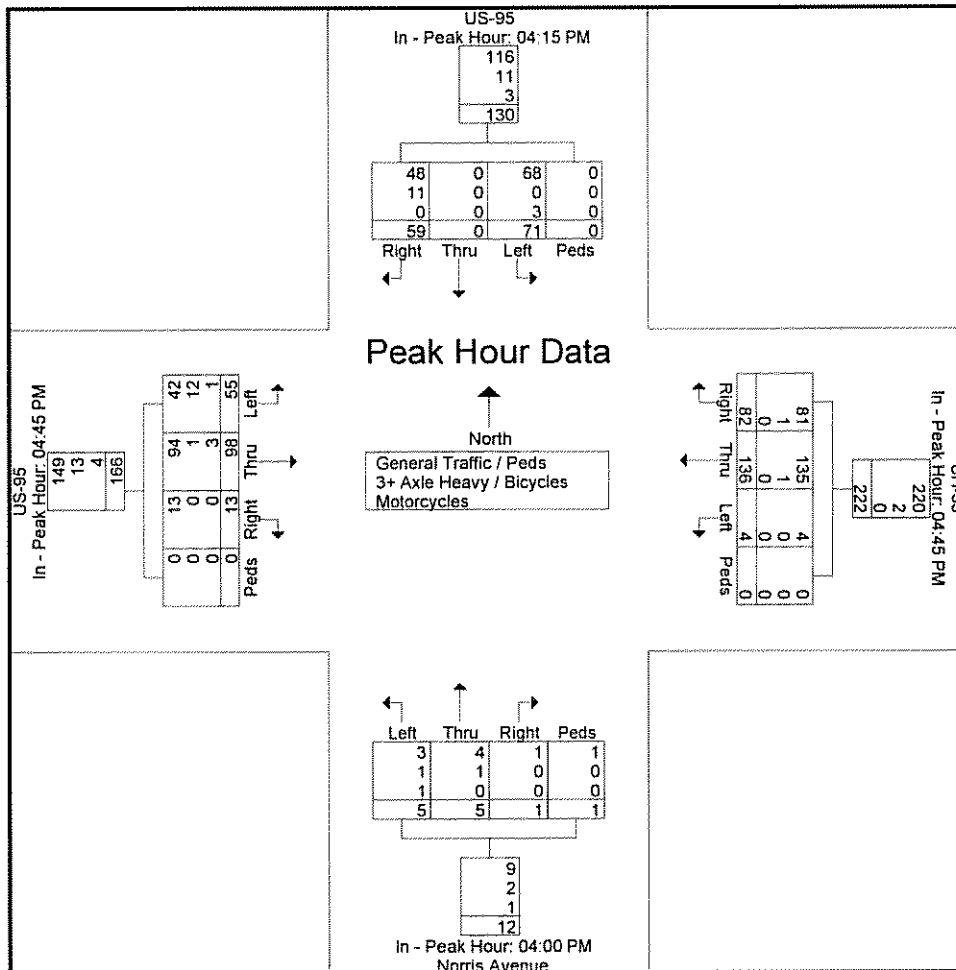 US-95
In - Peak Hour: 04:15 PM
116
11
3
130
48 0 68 0
11 0 0 0
0 0 3 0
59 0 71 0
Right Thru Left Peds
Peak Hour Data
North
General Traffic / Peds
3+ Axle Heavy / Bicycles
Motorcycles
US-95
In - Peak Hour: 04:45 PM
149
13
4
166
42 12 1 55 Left
94 1 3 98 Thru
13 0 0 13 Right
0 0 0 0 Peds
In - Peak Hour: 04:45 PM
220
2
0
222
Right 82 0 1 81
Thru 136 0 1 135
Left 4 0 0 4
Peds 0 0 0 0
Left Thru Right Peds
3 4 1 1
1 1 0 0
1 0 0 0
5 5 1 1
9
2
1
12
In - Peak Hour: 04:00 PM
Norris Avenue